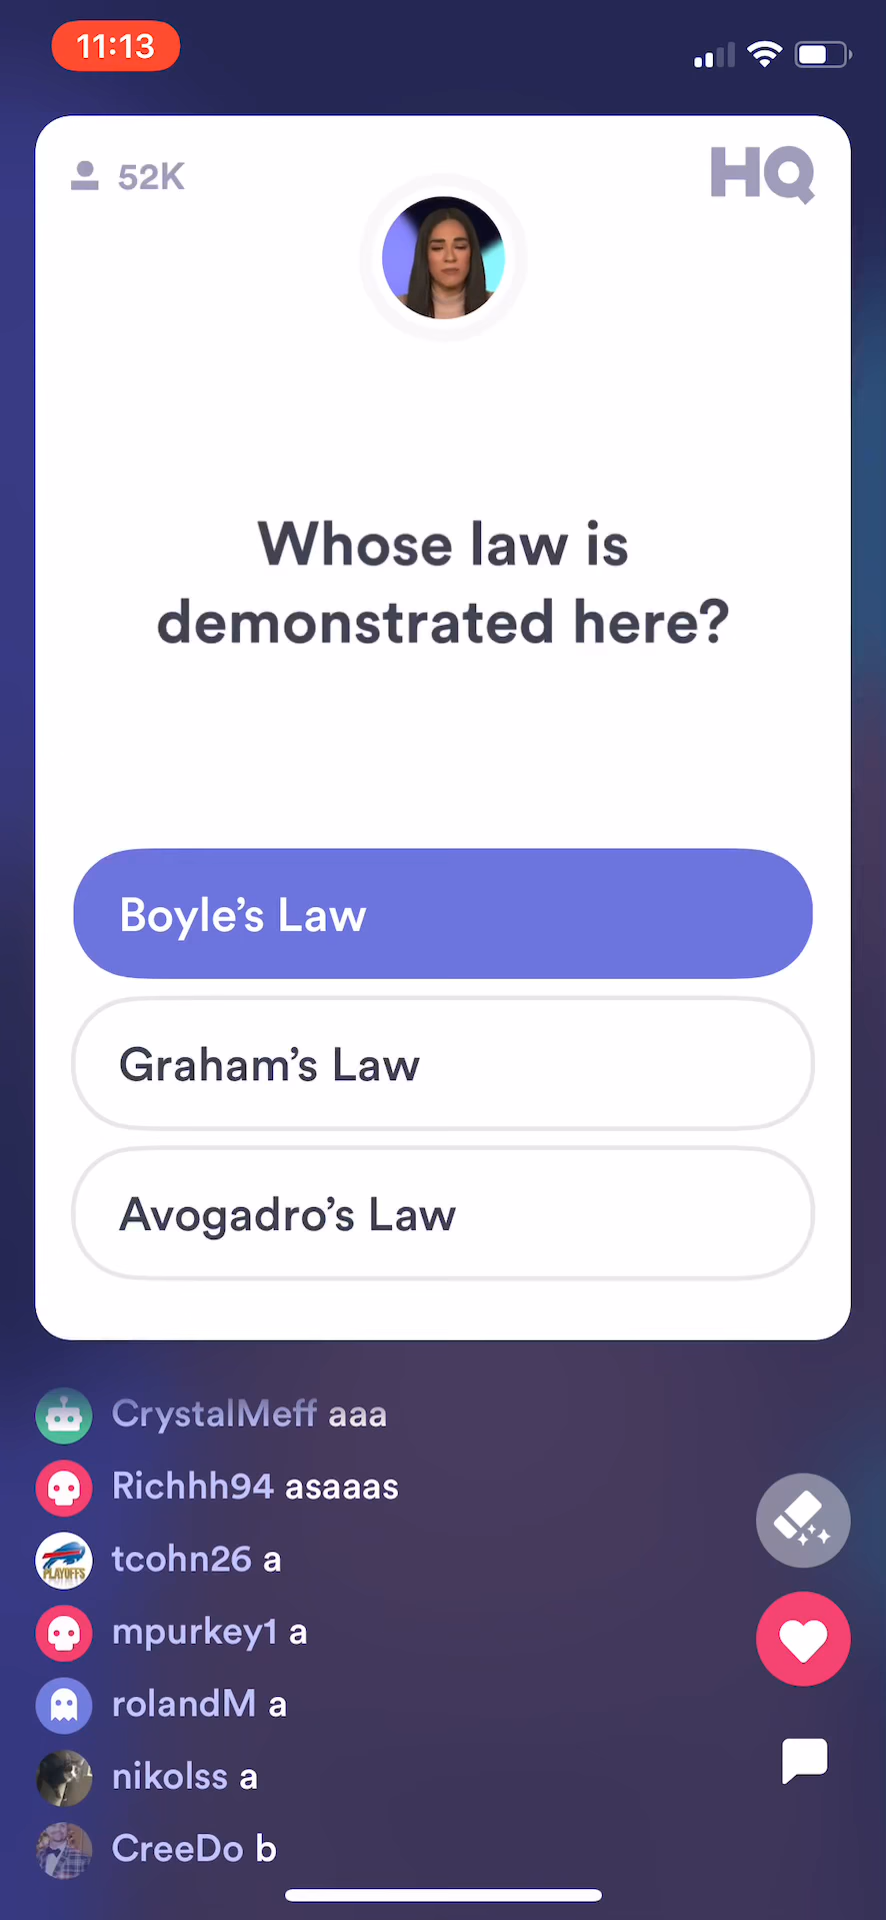 11:13
52K
HQ
Whose law is
demonstrated here?
Boyle’s Law
Graham’s Law
Avogadro’s Law
CrystalMeff aaa
Richhh94 asaaas
tcohn26 a
PLAYOFFS
mpurkey1 a
rolandM a
nikolss a
CreeDo b